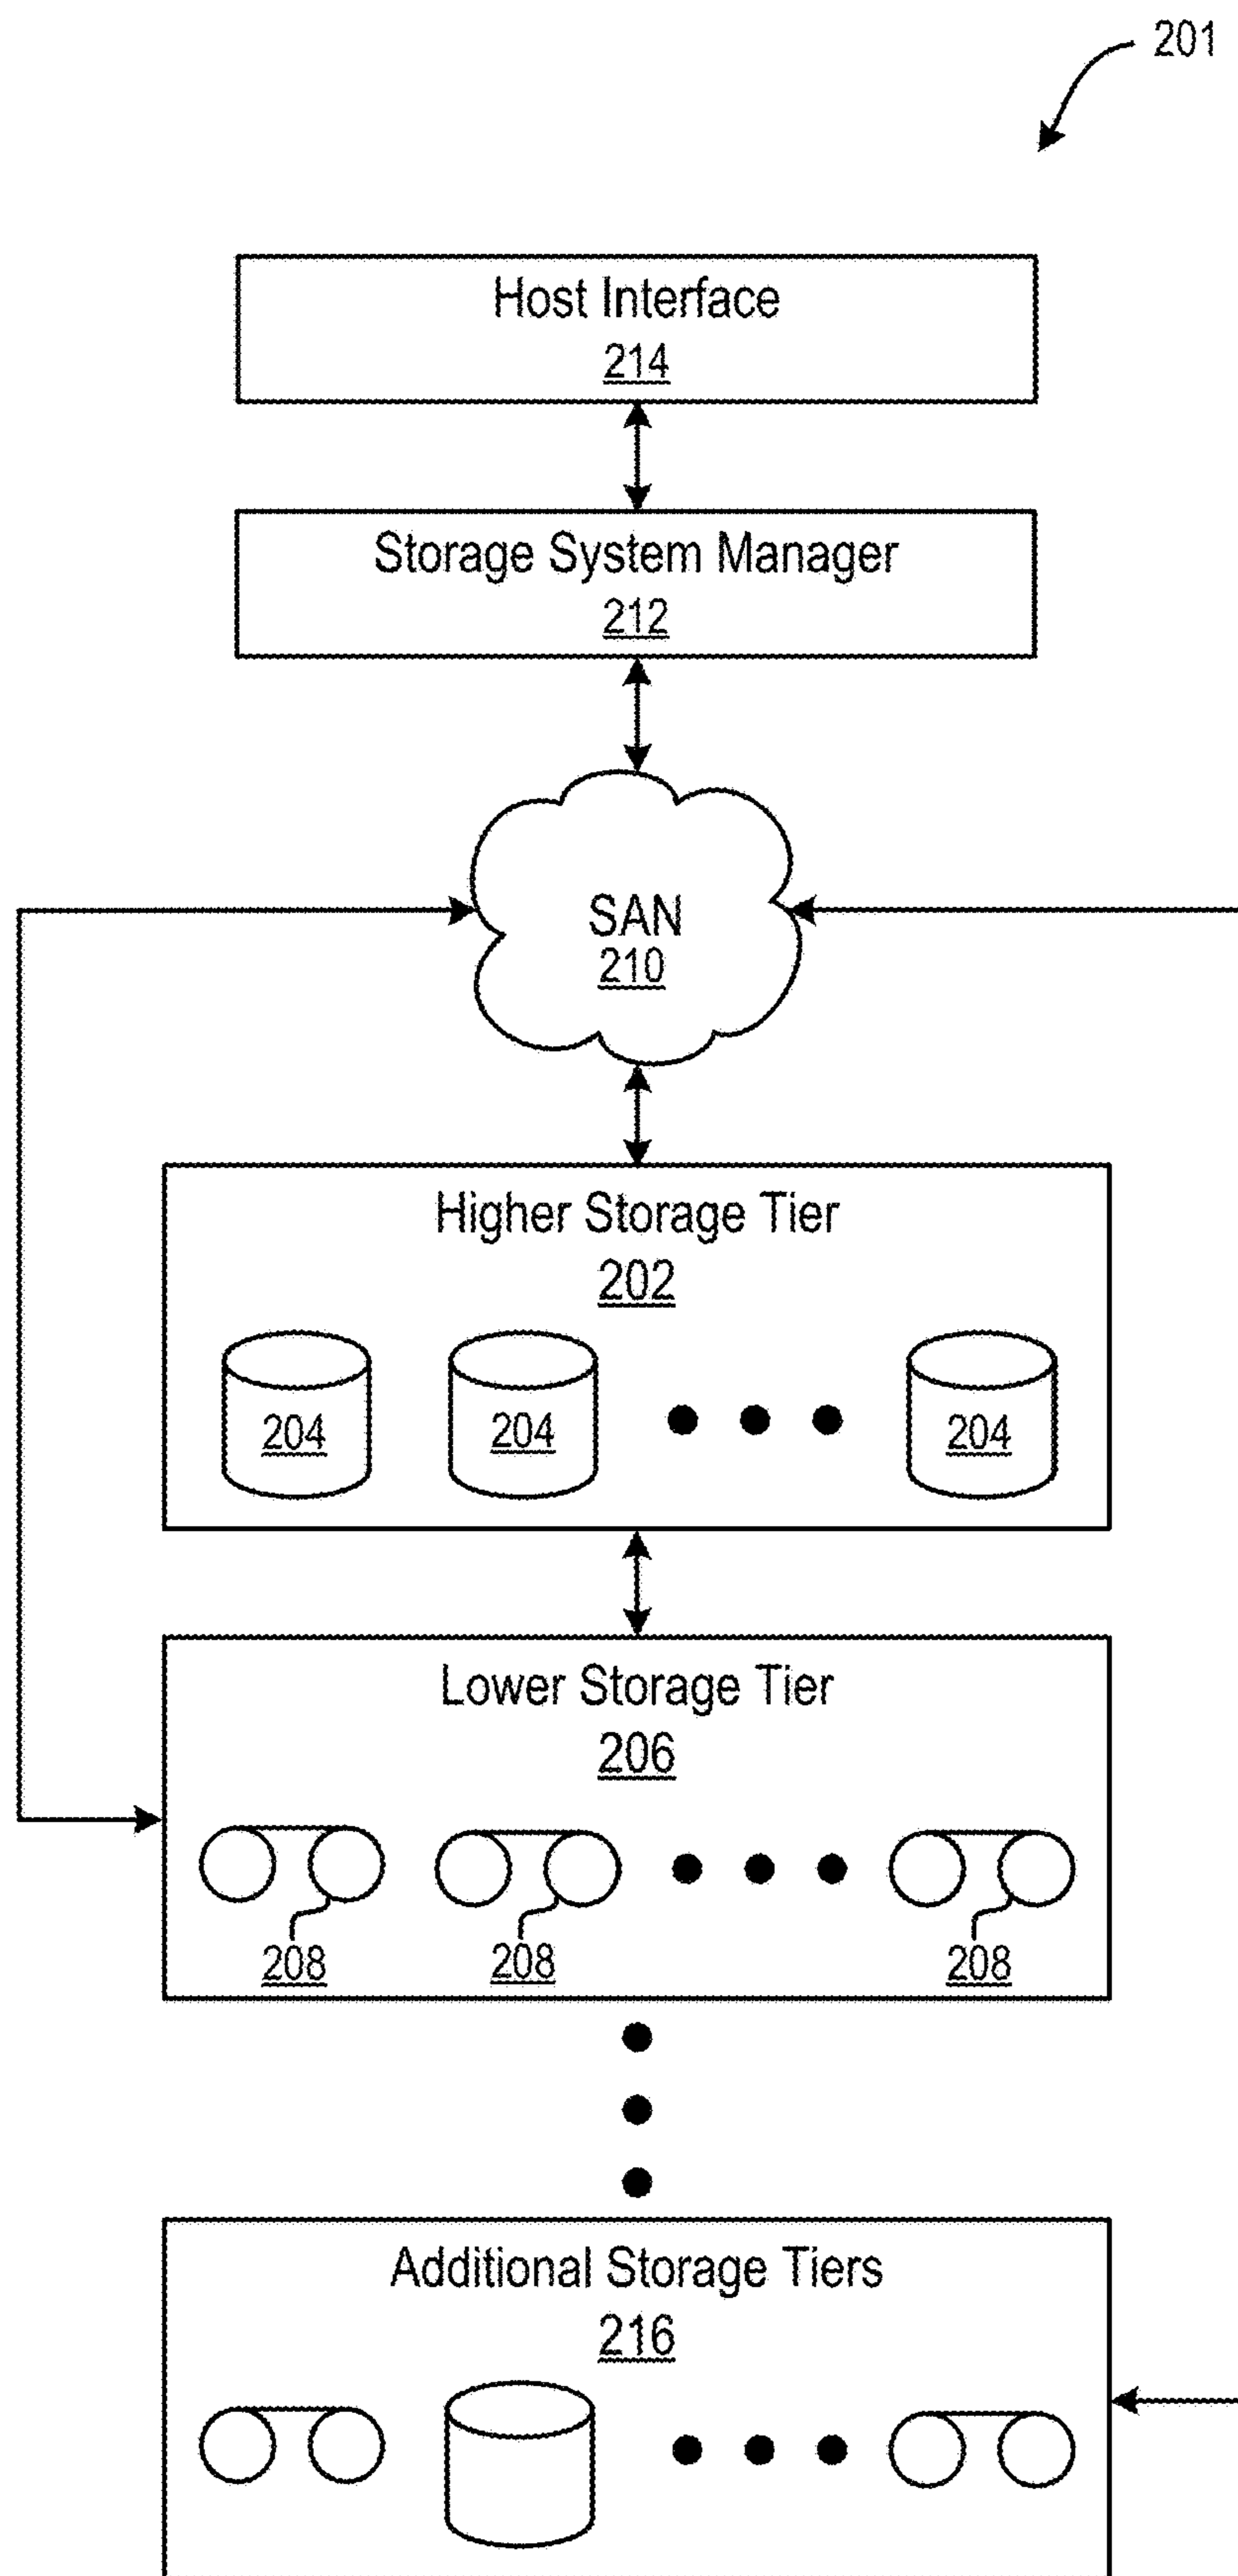 201
Host Interface
214
Storage System Manager
212
SAN
210
Higher Storage Tier
202
204 204 204
Lower Storage Tier
206
208 208 208
Additional Storage Tiers
216